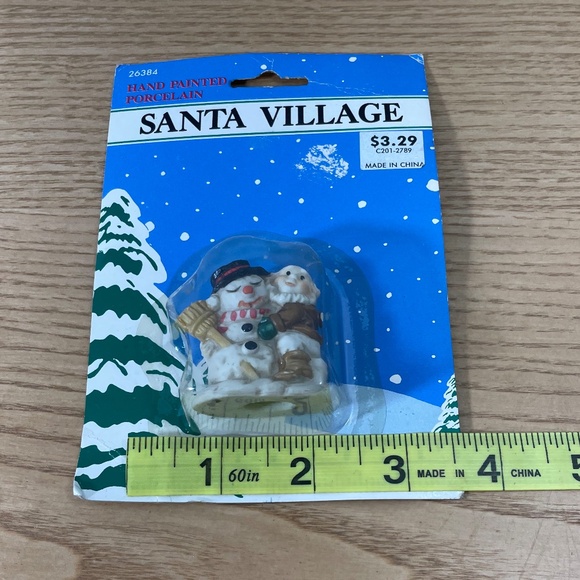 26384
HAND PAINTED
PORCELAIN
SANTA VILLAGE
$3.29
C201-2789
MADE IN CHINA
1 60in 2 3 MADE IN 4 CHINA 5